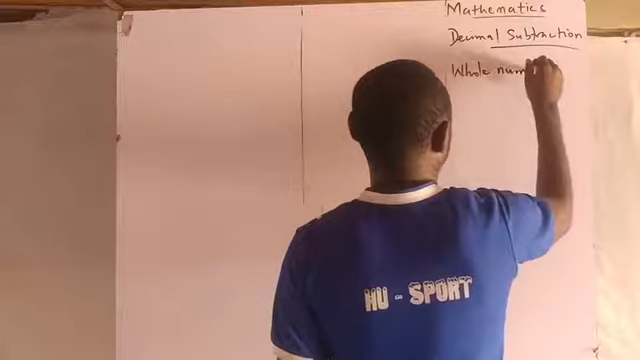 Mathematics
Decimal Subtraction
Whole num
HU - SPORT